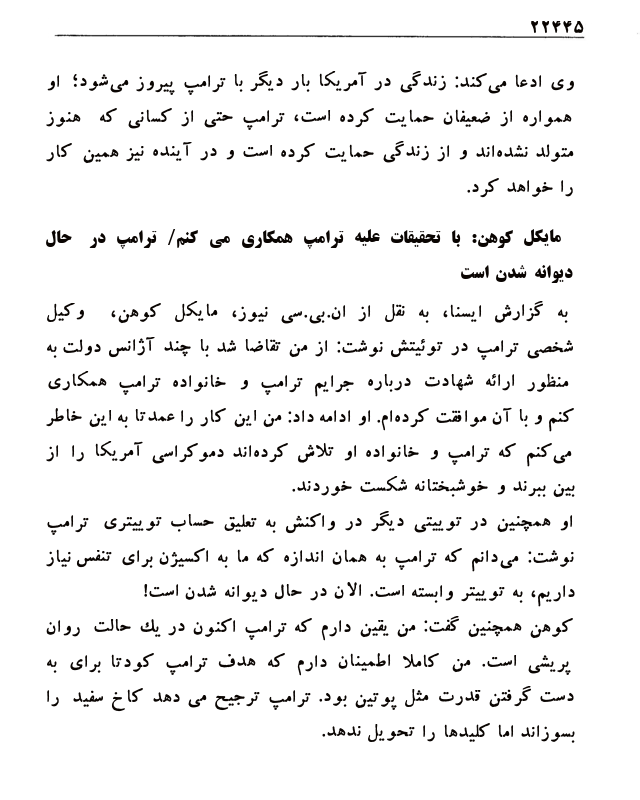 ۲۲۴۴۵
وی ادعا می‌کند: زندگی در آمریکا بار دیگر با ترامپ پیروز می‌شود؛ او
همواره از ضعیفان حمایت کرده است، ترامپ حتی از کسانی که هنوز
متولد نشده‌اند و از زندگی حمایت کرده است و در آینده نیز همین کار
را خواهد کرد.
مایکل کوهن: با تحقیقات علیه ترامپ همکاری می کنم/ ترامپ در حال
دیوانه شدن است
به گزارش ایسنا، به نقل از ان.بی.سی نیوز، مایکل کوهن، وکیل
شخصی ترامپ در توئیتش نوشت: از من تقاضا شد با چند آژانس دولت به
منظور ارائه شهادت درباره جرایم ترامپ و خانواده ترامپ همکاری
کنم و با آن موافقت کرده‌ام. او ادامه داد: من این کار را عمدتا به این خاطر
می‌کنم که ترامپ و خانواده او تلاش کرده‌اند دموکراسی آمریکا را از
بین ببرند و خوشبختانه شکست خوردند.
او همچنین در توییتی دیگر در واکنش به تعلیق حساب توییتری ترامپ
نوشت: می‌دانم که ترامپ به همان اندازه که ما به اکسیژن برای تنفس نیاز
داریم، به توییتر وابسته است. الان در حال دیوانه شدن است!
کوهن همچنین گفت: من یقین دارم که ترامپ اکنون در یك حالت روان
پریشی است. من کاملا اطمینان دارم که هدف ترامپ کودتا برای به
دست گرفتن قدرت مثل پوتین بود. ترامپ ترجیح می دهد کاخ سفید را
بسوزاند اما کلیدها را تحویل ندهد.